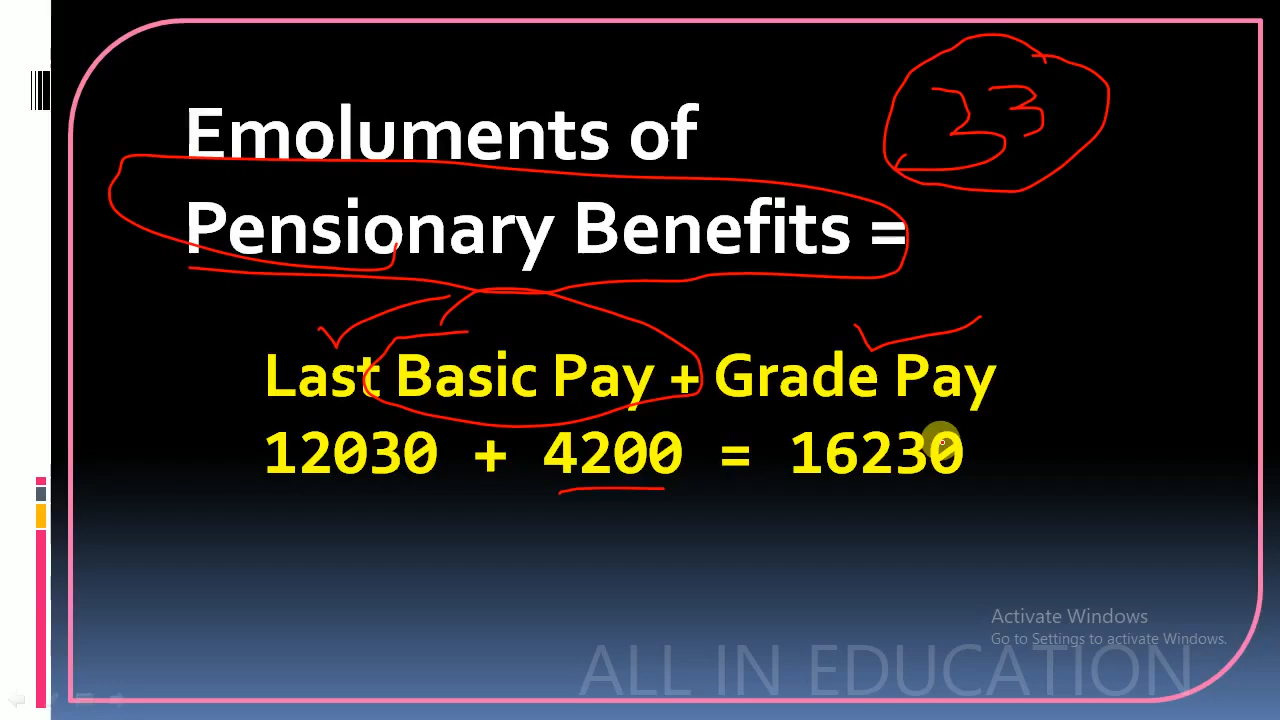 Emoluments of
23
Pensionary Benefits =
Last Basic Pay + Grade Pay
12030 + 4200 = 16230
Activate Windows
Go to Settings to activate Windows.
ALL IN EDUCATION